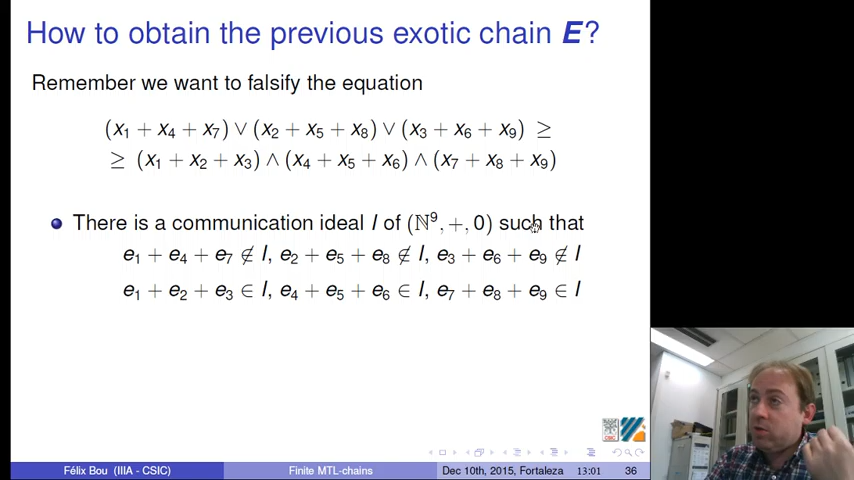 How to obtain the previous exotic chain E?
Remember we want to falsify the equation
(x₁ + x₄ + x₇) ∨ (x₂ + x₅ + x₈) ∨ (x₃ + x₆ + x₉) ≥
≥ (x₁ + x₂ + x₃) ∧ (x₄ + x₅ + x₆) ∧ (x₇ + x₈ + x₉)
There is a communication ideal I of (ℕ⁹, +, 0) such that
e₁ + e₄ + e₇ ∉ I, e₂ + e₅ + e₈ ∉ I, e₃ + e₆ + e₉ ∉ I
e₁ + e₂ + e₃ ∈ I, e₄ + e₅ + e₆ ∈ I, e₇ + e₈ + e₉ ∈ I
CSIC
Félix Bou (IIIA - CSIC) Finite MTL-chains Dec 10th, 2015, Fortaleza 13:01 36